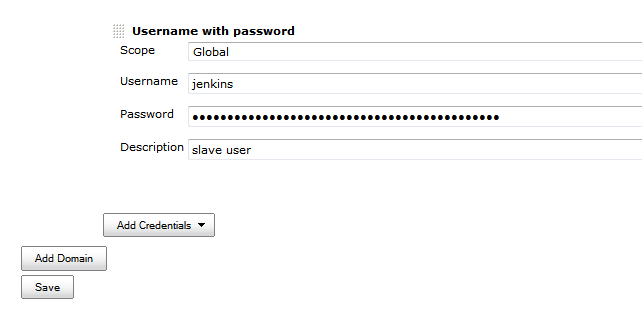 Username with password
Scope Global
Username jenkins
Password ••••••••••••••••••••••••••••••••••••••••••••
Description slave user
Add Credentials
Add Domain
Save